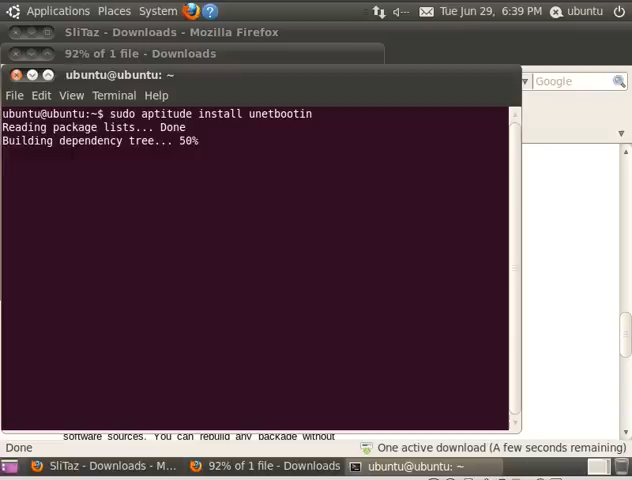 Applications Places System Tue Jun 29, 6:39 PM ubuntu
SliTaz - Downloads - Mozilla Firefox
92% of 1 file - Downloads
ubuntu@ubuntu: ~
File Edit View Terminal Help
Google
ubuntu@ubuntu:~$ sudo aptitude install unetbootin
Reading package lists... Done
Building dependency tree... 50%
software sources. You can rebuild any package without
Done
One active download (A few seconds remaining)
SliTaz - Downloads - M...
92% of 1 file - Downloads
ubuntu@ubuntu: ~